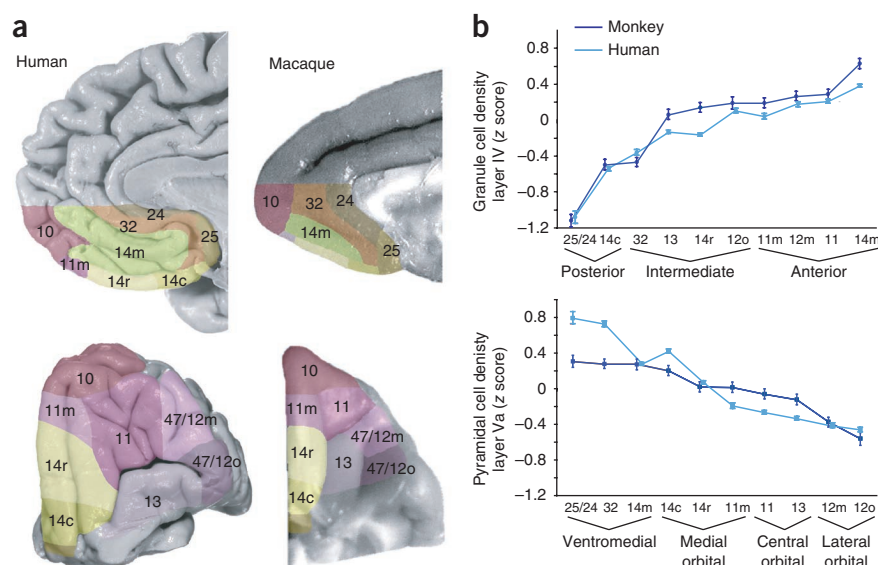 a
Human
Macaque
10
11m
14r
14m
14c
32
24
25
10
32
24
14m
25
10
11m
11
47/12m
14r
47/12o
13
14c
10
11m
11
47/12m
14r
13
47/12o
14c
b
Monkey
Human
Granule cell density
layer IV (z score)
0.8
0.4
0
−0.4
−0.8
−1.2
25/24 14c 32 13 14r 12o 11m 12m 11 14m
Posterior Intermediate Anterior
Pyramidal cell denisty
layer Va (z score)
0.8
0.4
0
−0.4
−0.8
−1.2
25/24 32 14m 14c 14r 11m 11 13 12m 12o
Ventromedial Medial Central Lateral
orbital orbital orbital